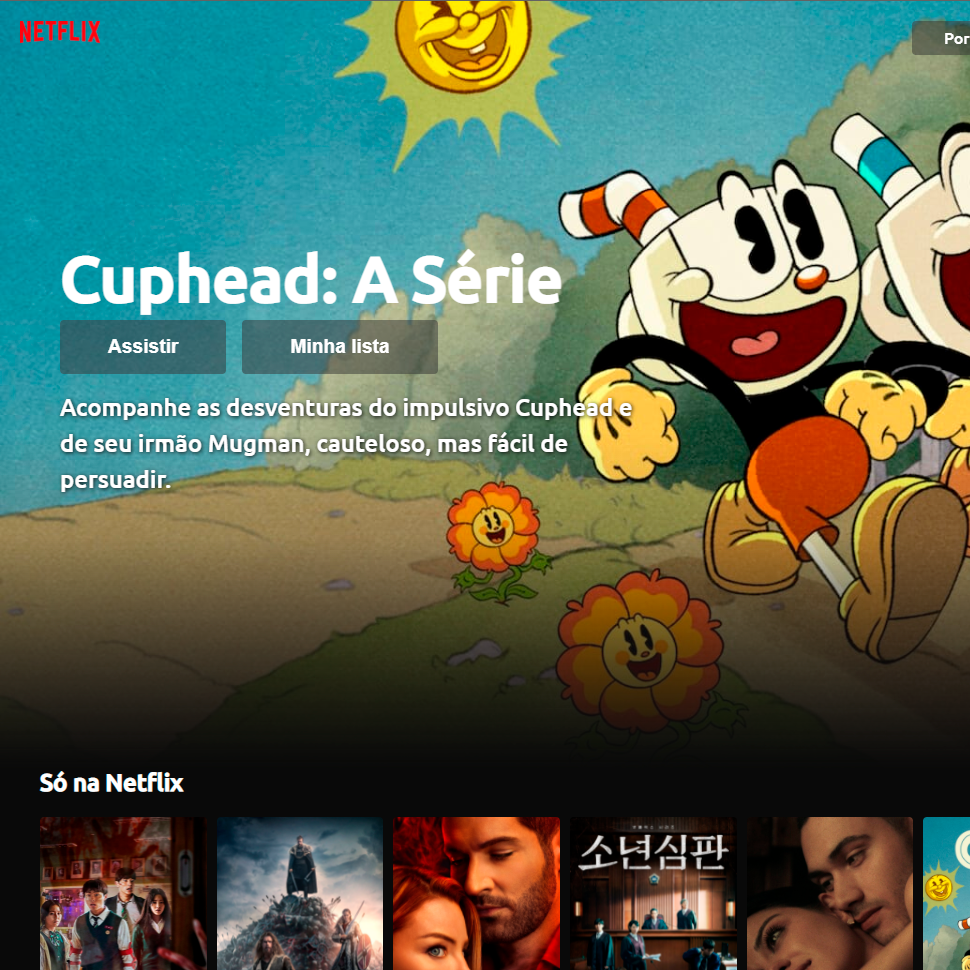 NETFLIX
Por
Cuphead: A Série
Assistir
Minha lista
Acompanhe as desventuras do impulsivo Cuphead e
de seu irmão Mugman, cauteloso, mas fácil de
persuadir.
Só na Netflix
소년심판